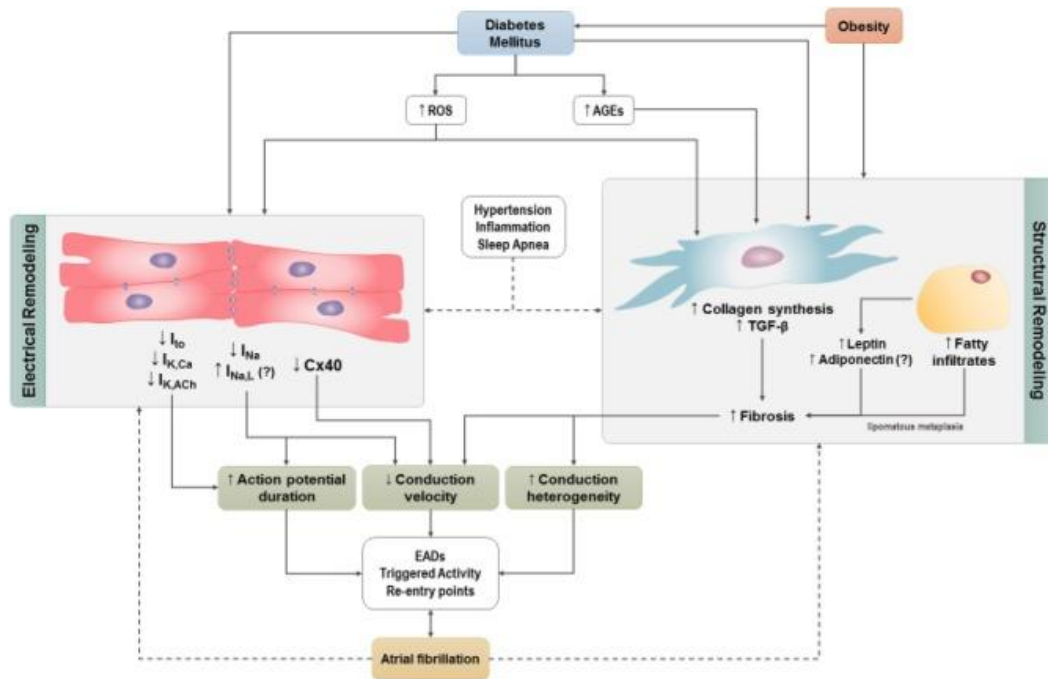 Diabetes
Mellitus
Obesity
↑ROS
↑AGEs
Electrical Remodeling
Hypertension
Inflammation
Sleep Apnea
Structural Remodeling
↑ Collagen synthesis
↑ TGF-β
↓Ito
↓IK,Ca
↓IK,ACh
↓INa
↑INa,L (?)
↓Cx40
↑Leptin
↑Adiponectin (?)
↑Fatty
infiltrates
↑Fibrosis
lipomatous metaplasia
↑Action potential
duration
↓Conduction
velocity
↑Conduction
heterogeneity
EADs
Triggered Activity
Re-entry points
Atrial fibrillation